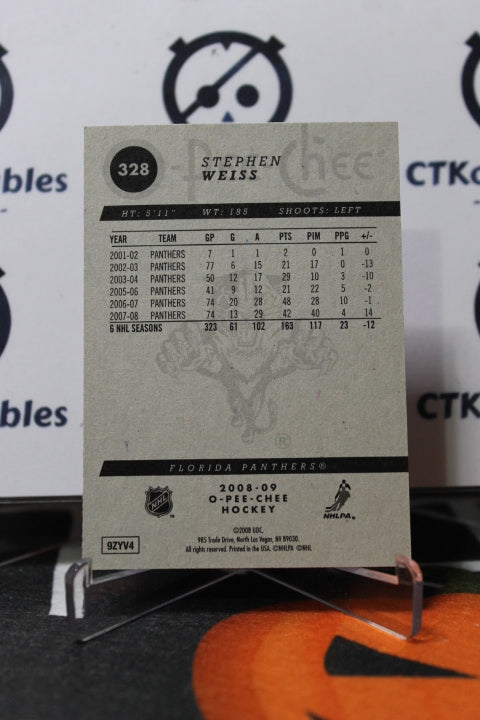 328
O-Pee-Chee
STEPHEN
WEISS
HT: 5'11" WT: 185 SHOOTS: LEFT
YEAR TEAM GP G A PTS PIM PPG +/-
2001-02 PANTHERS 7 1 1 2 0 1 0
2002-03 PANTHERS 77 6 15 21 17 0 -13
2003-04 PANTHERS 50 12 17 29 10 3 -10
2005-06 PANTHERS 41 9 12 21 22 5 -2
2006-07 PANTHERS 74 20 28 48 28 10 -1
2007-08 PANTHERS 74 13 29 42 40 4 14
6 NHL SEASONS 323 61 102 163 117 23 -12
®
FLORIDA PANTHERS®
2008-09
O-PEE-CHEE
HOCKEY
NHL
NHLPA
©2008 UDC.
985 Trade Drive, North Las Vegas, NV 89030.
All rights reserved. Printed in the USA. ©NHLPA ©NHL
9ZYV4
ibles
CTKo
bles
CTK